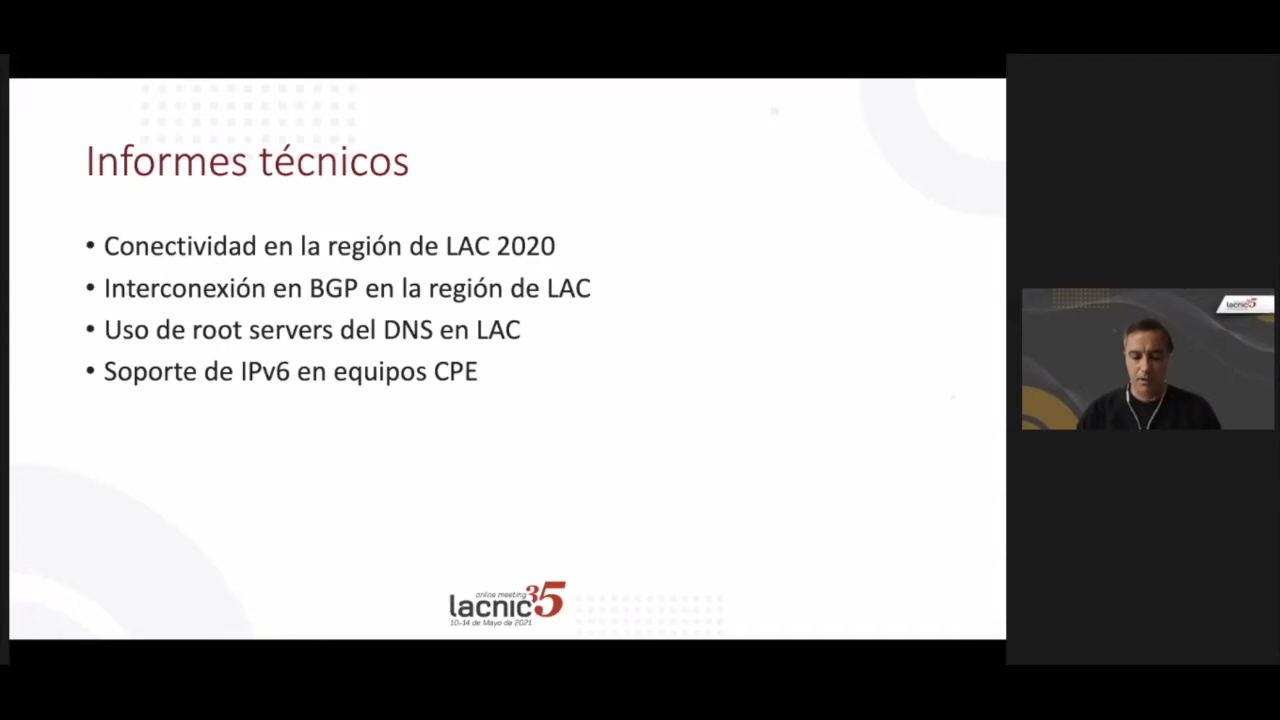 Informes técnicos
• Conectividad en la región de LAC 2020
• Interconexión en BGP en la región de LAC
• Uso de root servers del DNS en LAC
• Soporte de IPv6 en equipos CPE
online meeting
lacnic35
10-14 de Mayo de 2021
lacnic35